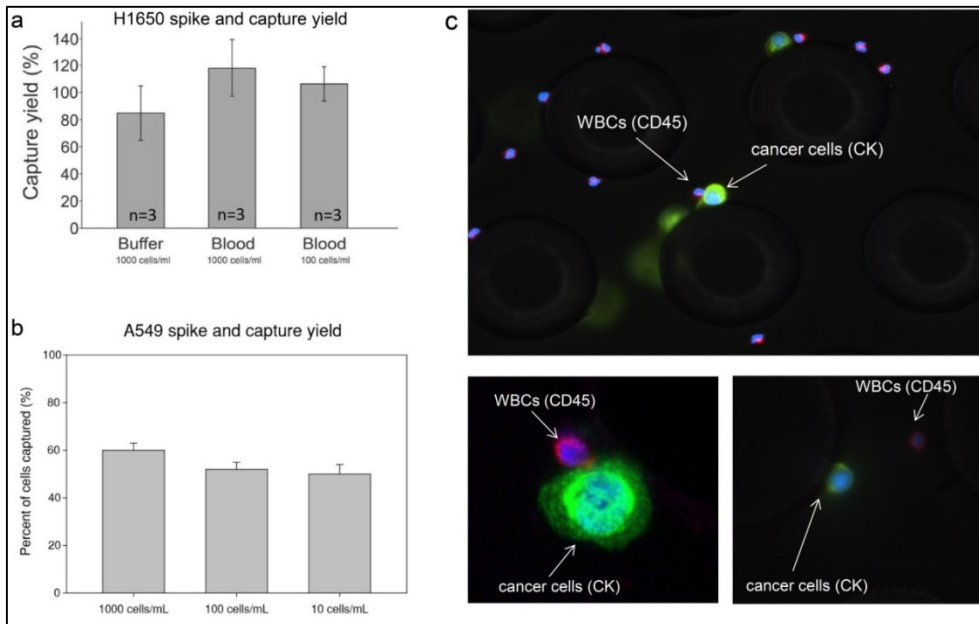 a
H1650 spike and capture yield
Capture yield (%)
140
120
100
80
60
40
20
0
n=3
n=3
n=3
Buffer
Blood
Blood
1000 cells/ml
1000 cells/ml
100 cells/ml
b
A549 spike and capture yield
Percent of cells captured (%)
100
80
60
40
20
0
1000 cells/mL
100 cells/mL
10 cells/mL
c
WBCs (CD45)
cancer cells (CK)
WBCs (CD45)
cancer cells (CK)
WBCs (CD45)
cancer cells (CK)